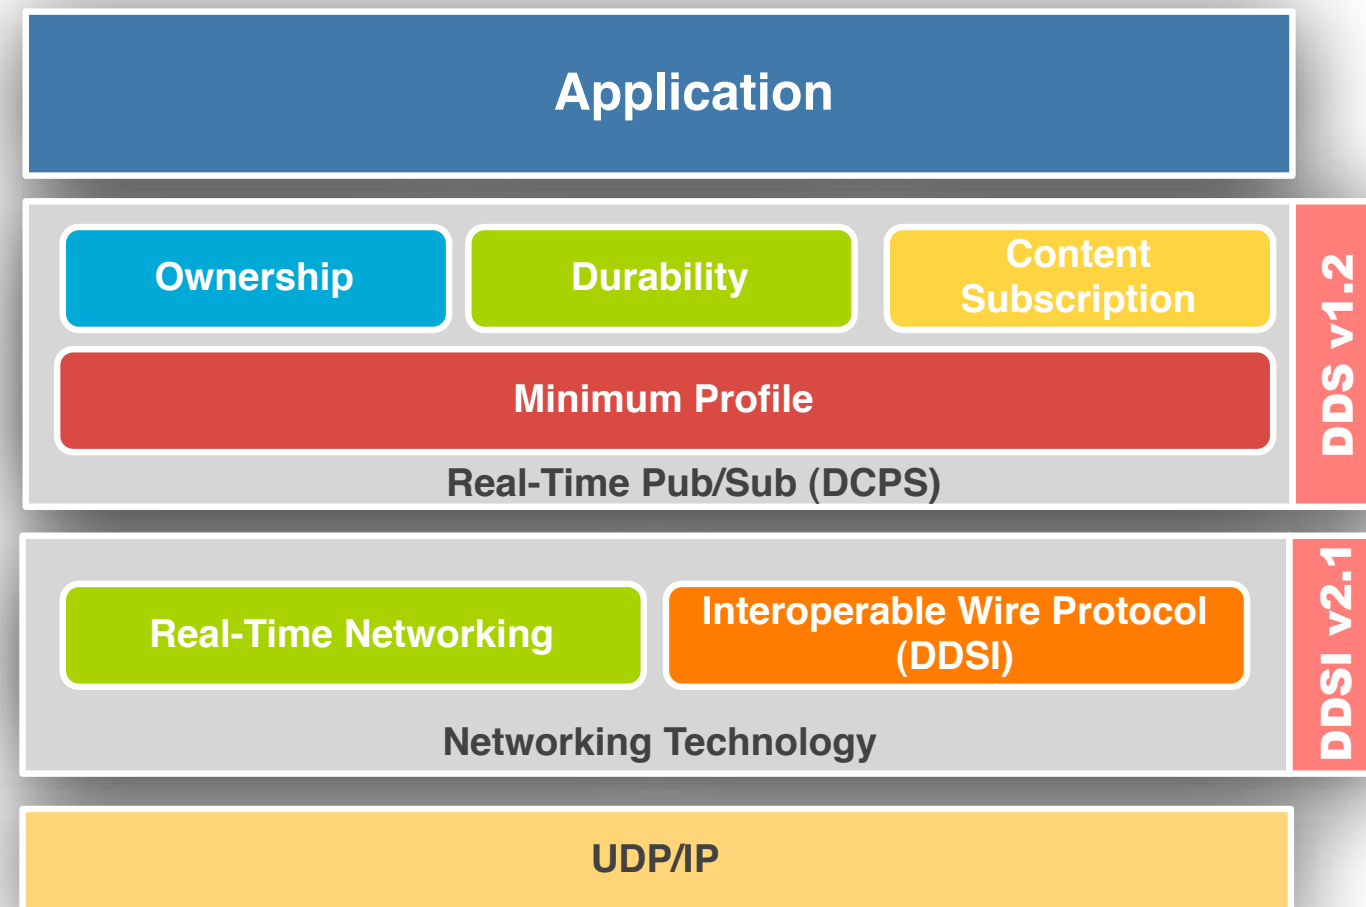 Application
Ownership
Durability
Content
Subscription
DDS v1.2
Minimum Profile
Real-Time Pub/Sub (DCPS)
Real-Time Networking
Interoperable Wire Protocol
(DDSI)
DDSI v2.1
Networking Technology
UDP/IP